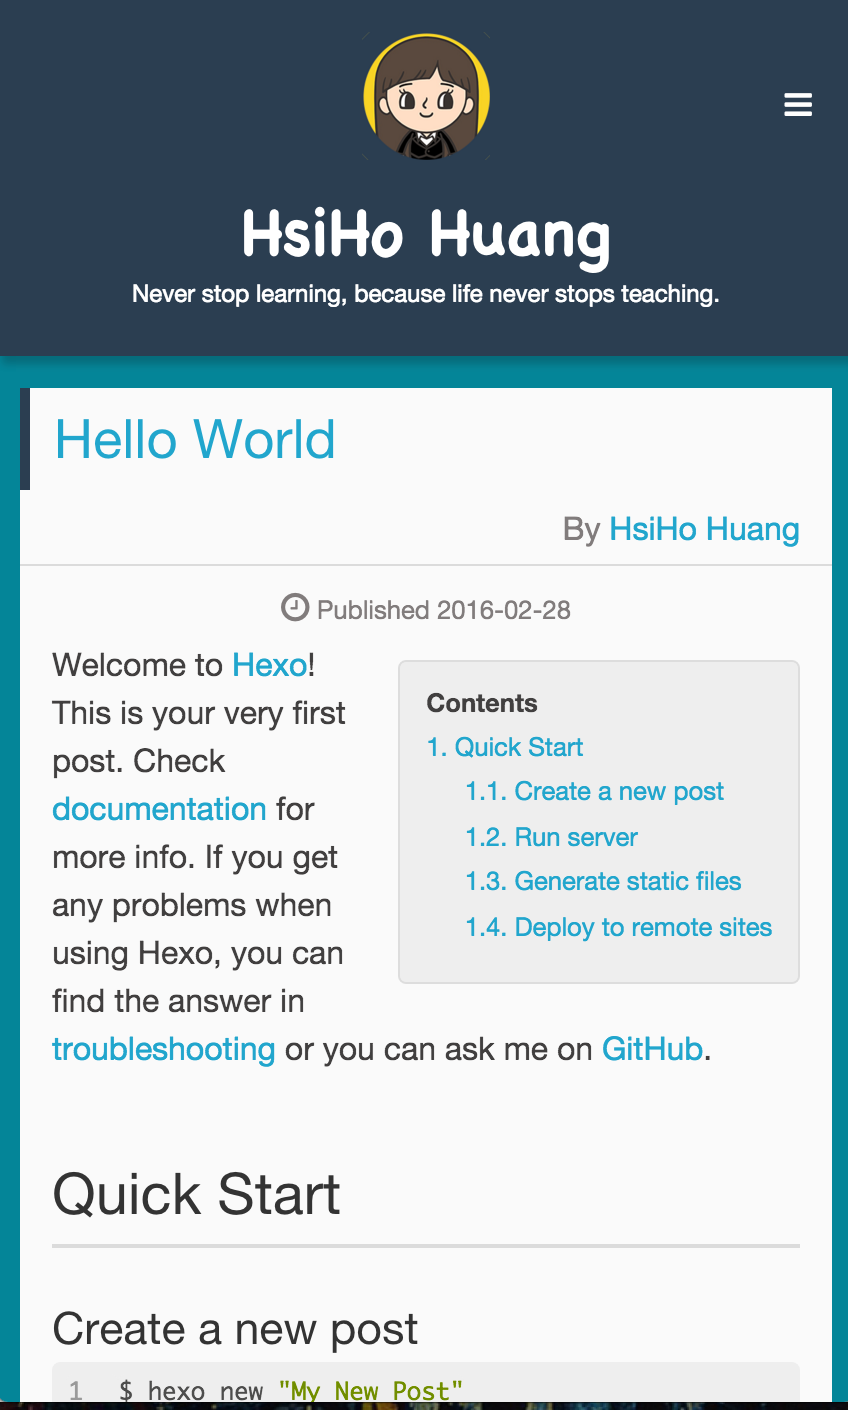 HsiHo Huang
Never stop learning, because life never stops teaching.
Hello World
By HsiHo Huang
Published 2016-02-28
Welcome to Hexo!
This is your very first
post. Check
documentation for
more info. If you get
any problems when
using Hexo, you can
find the answer in
troubleshooting or you can ask me on GitHub.
Contents
1. Quick Start
1.1. Create a new post
1.2. Run server
1.3. Generate static files
1.4. Deploy to remote sites
Quick Start
Create a new post
1 $ hexo new "My New Post"